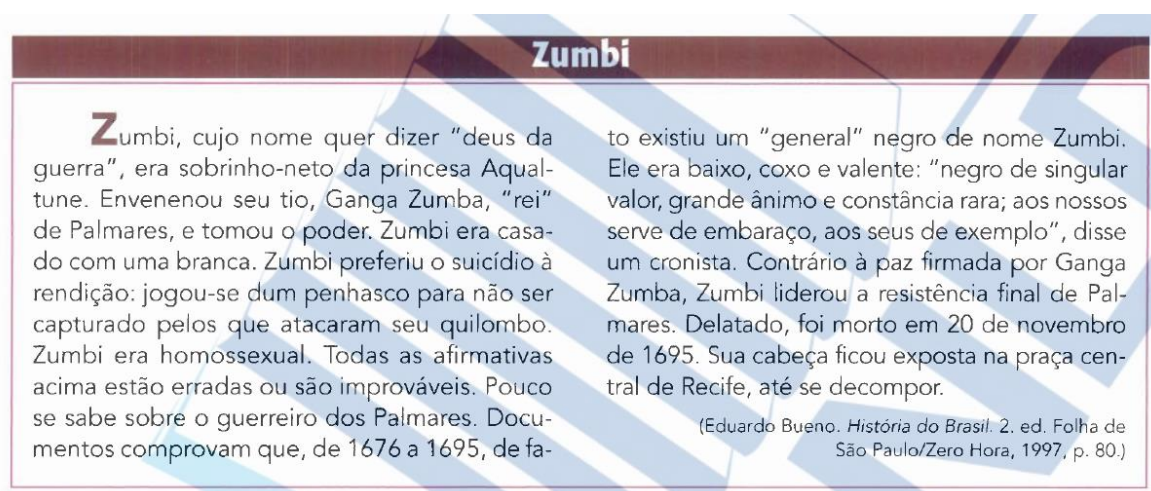 Zumbi
Zumbi, cujo nome quer dizer "deus da
guerra", era sobrinho-neto da princesa Aqual-
tune. Envenenou seu tio, Ganga Zumba, "rei"
de Palmares, e tomou o poder. Zumbi era casa-
do com uma branca. Zumbi preferiu o suicídio à
rendição: jogou-se dum penhasco para não ser
capturado pelos que atacaram seu quilombo.
Zumbi era homossexual. Todas as afirmativas
acima estão erradas ou são improváveis. Pouco
se sabe sobre o guerreiro dos Palmares. Docu-
mentos comprovam que, de 1676 a 1695, de fa-
to existiu um "general" negro de nome Zumbi.
Ele era baixo, coxo e valente: "negro de singular
valor, grande ânimo e constância rara; aos nossos
serve de embaraço, aos seus de exemplo", disse
um cronista. Contrário à paz firmada por Ganga
Zumba, Zumbi liderou a resistência final de Pal-
mares. Delatado, foi morto em 20 de novembro
de 1695. Sua cabeça ficou exposta na praça cen-
tral de Recife, até se decompor.
(Eduardo Bueno. História do Brasil. 2. ed. Folha de
São Paulo/Zero Hora, 1997, p. 80.)